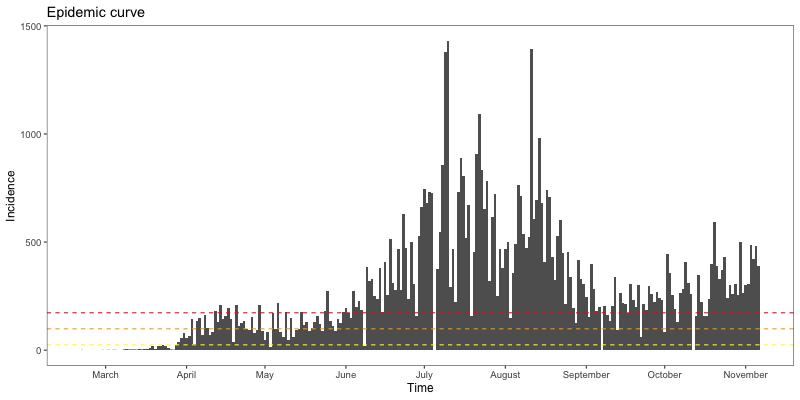 Epidemic curve
1500
1000
500
0
Incidence
March April May June July August September October November
Time